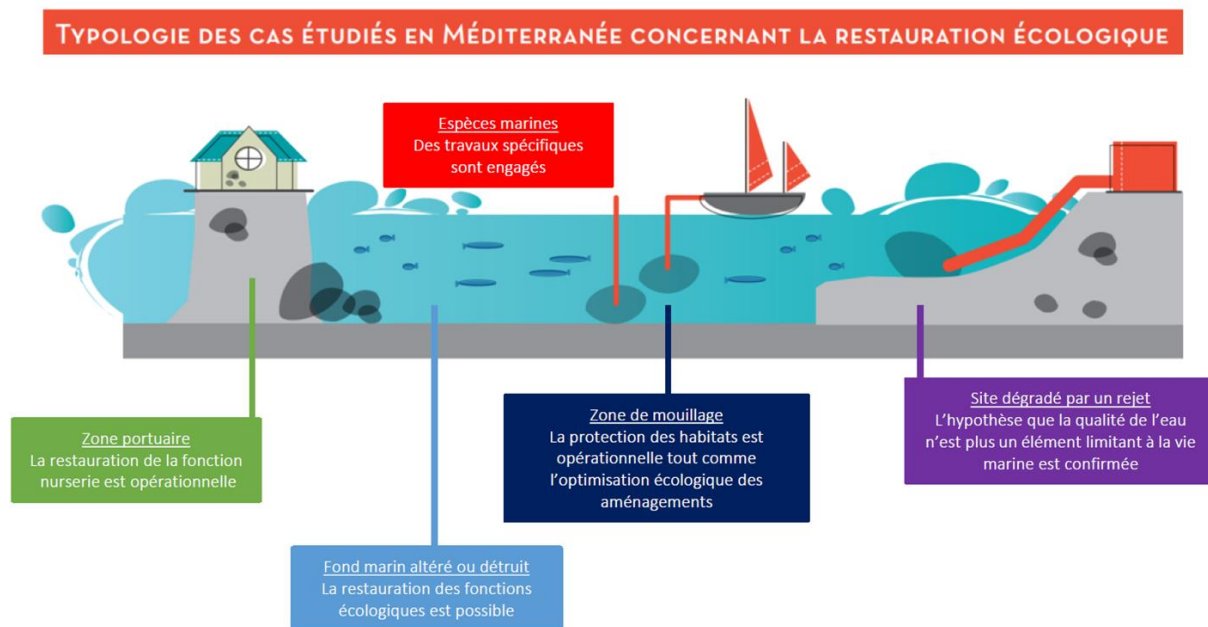 TYPOLOGIE DES CAS ÉTUDIÉS EN MÉDITERRANÉE CONCERNANT LA RESTAURATION ÉCOLOGIQUE
Espèces marines
Des travaux spécifiques
sont engagés
Zone portuaire
La restauration de la fonction
nurserie est opérationnelle
Fond marin altéré ou détruit
La restauration des fonctions
écologiques est possible
Zone de mouillage
La protection des habitats est
opérationnelle tout comme
l’optimisation écologique des
aménagements
Site dégradé par un rejet
L’hypothèse que la qualité de l’eau
n’est plus un élément limitant à la vie
marine est confirmée